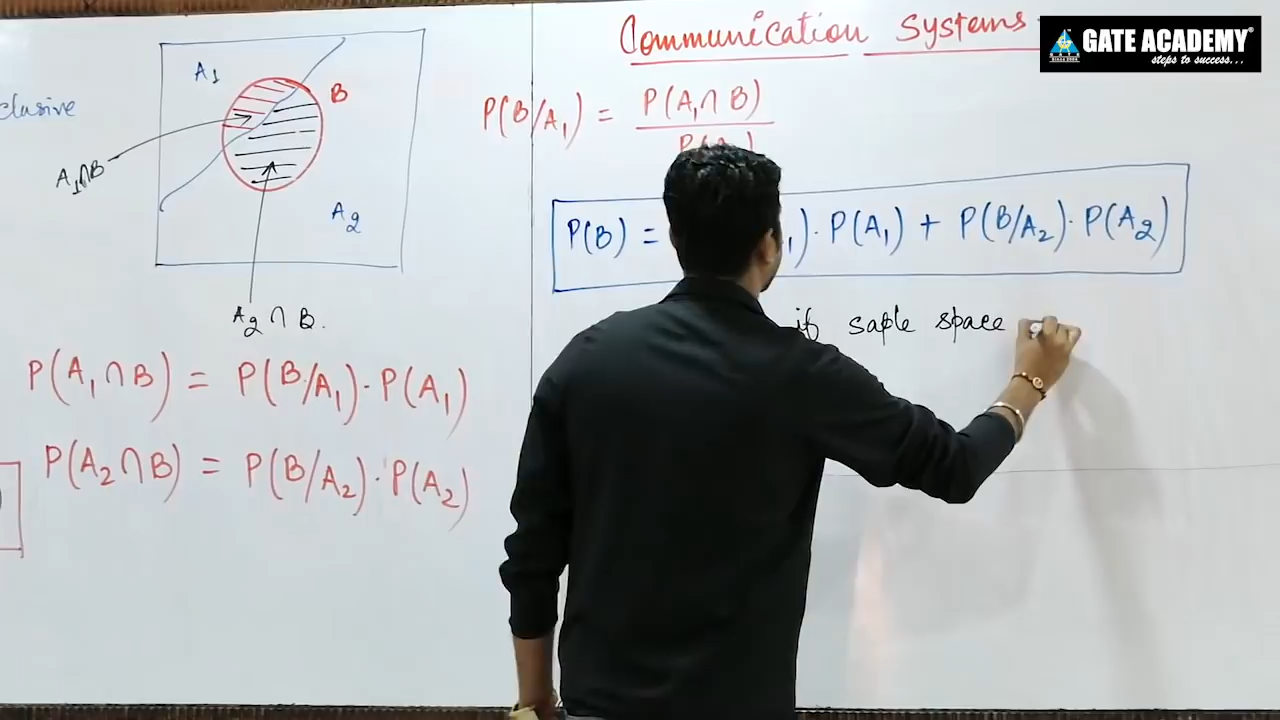 Communication Systems
GATE ACADEMY®
steps to success...
clusive
A₁
B
A₁∩B
A₂
A₂ ∩ B.
P(B/A₁) = P(A₁∩B)
P(B) = ₁)·P(A₁) + P(B/A₂)·P(A₂)
if saple space
P(A₁∩B) = P(B/A₁)·P(A₁)
P(A₂∩B) = P(B/A₂)·P(A₂)